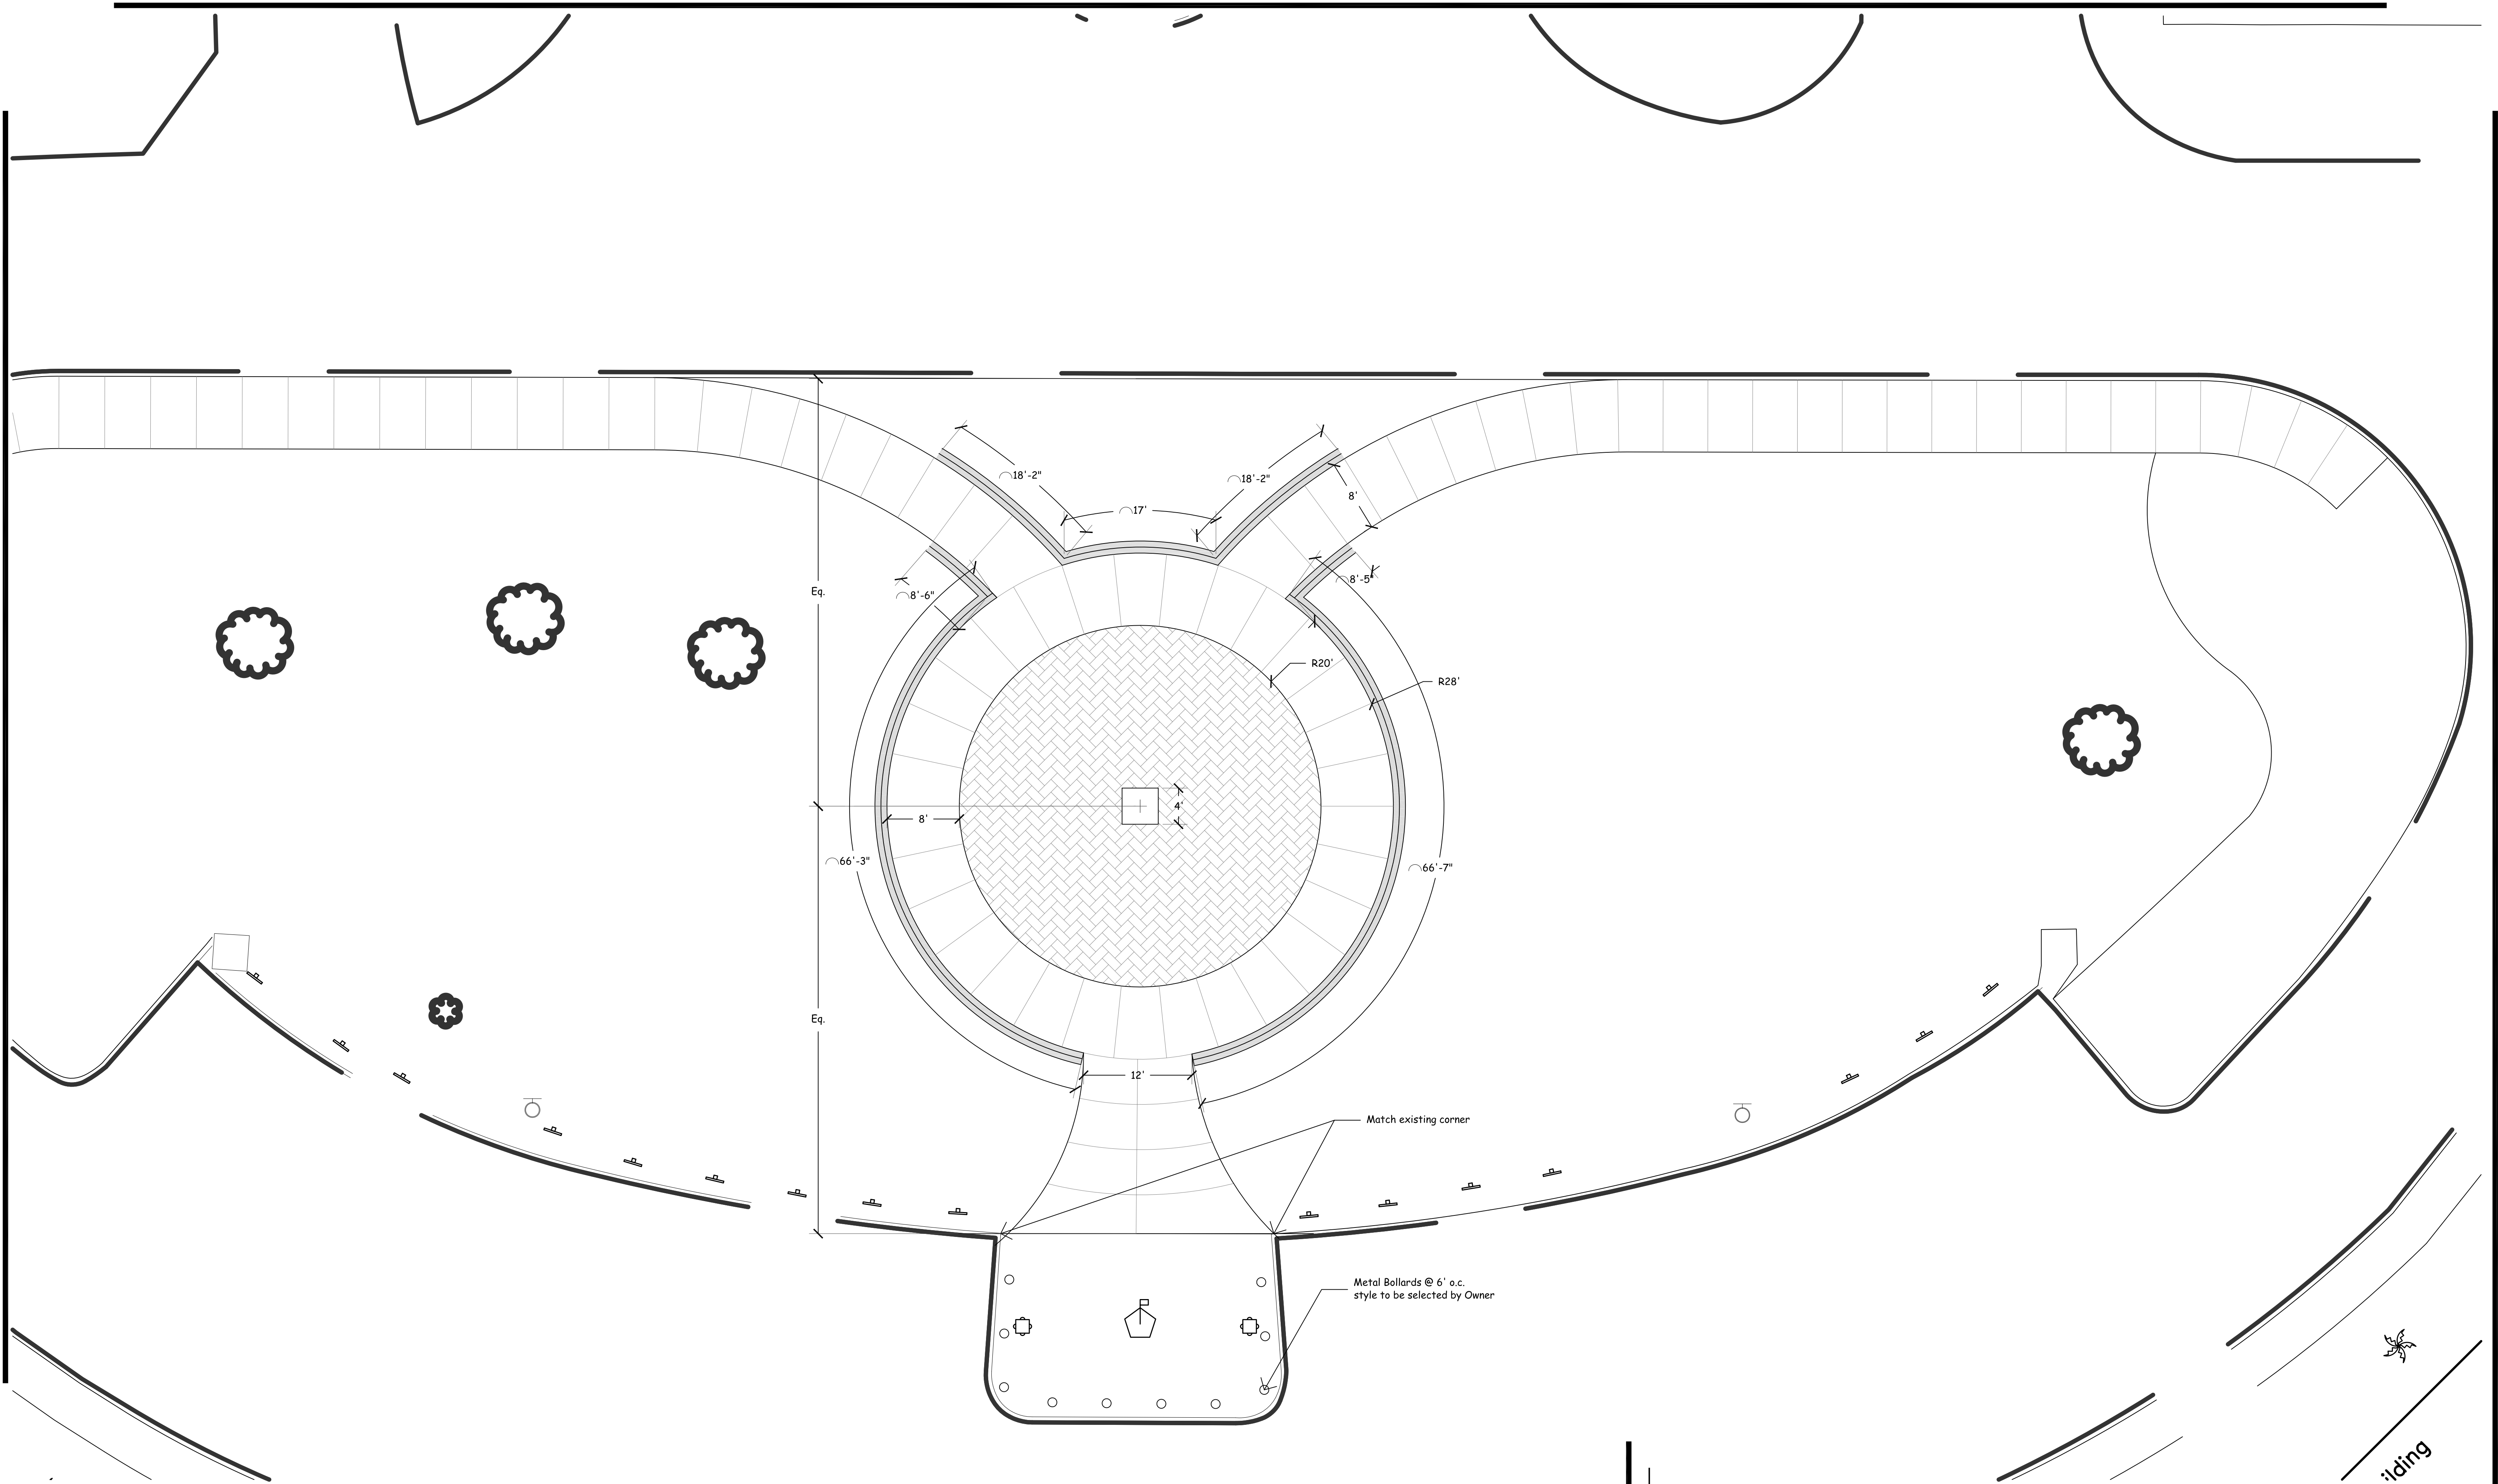 ◠18'-2"
◠18'-2"
8'
◠17'
◠8'-5"
Eq.
◠8'-6"
R20'
R28'
4'
8'
◠66'-3"
◠66'-7"
Eq.
12'
Match existing corner
Metal Bollards @ 6' o.c.
style to be selected by Owner
ilding